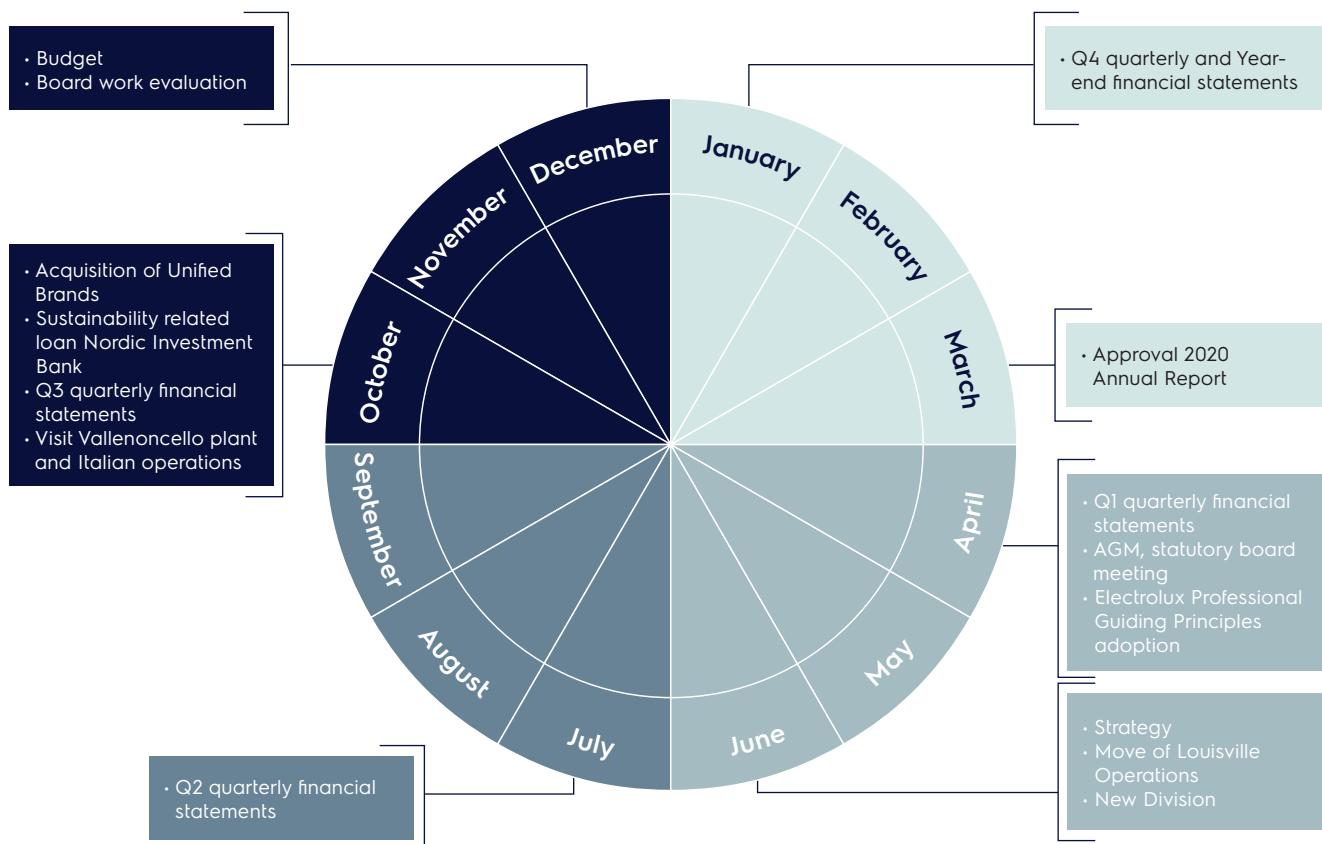 • Budget
• Board work evaluation
• Q4 quarterly and Year-
end financial statements
December
January
November
February
October
March
September
April
August
May
July
June
• Acquisition of Unified
Brands
• Sustainability related
loan Nordic Investment
Bank
• Q3 quarterly financial
statements
• Visit Vallenoncello plant
and Italian operations
• Approval 2020
Annual Report
• Q1 quarterly financial
statements
• AGM, statutory board
meeting
• Electrolux Professional
Guiding Principles
adoption
• Strategy
• Move of Louisville
Operations
• New Division
• Q2 quarterly financial
statements